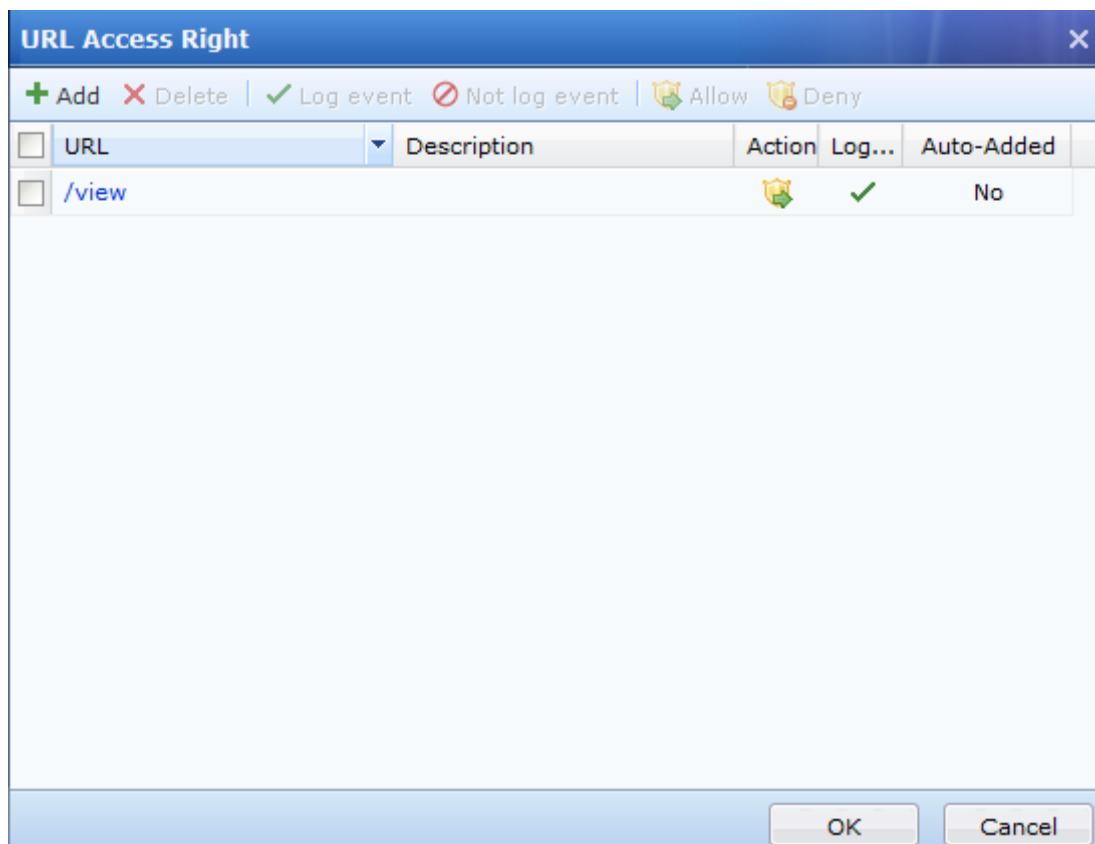 URL Access Right
Add Delete Log event Not log event Allow Deny
URL Description Action Log... Auto-Added
/view No
OK Cancel